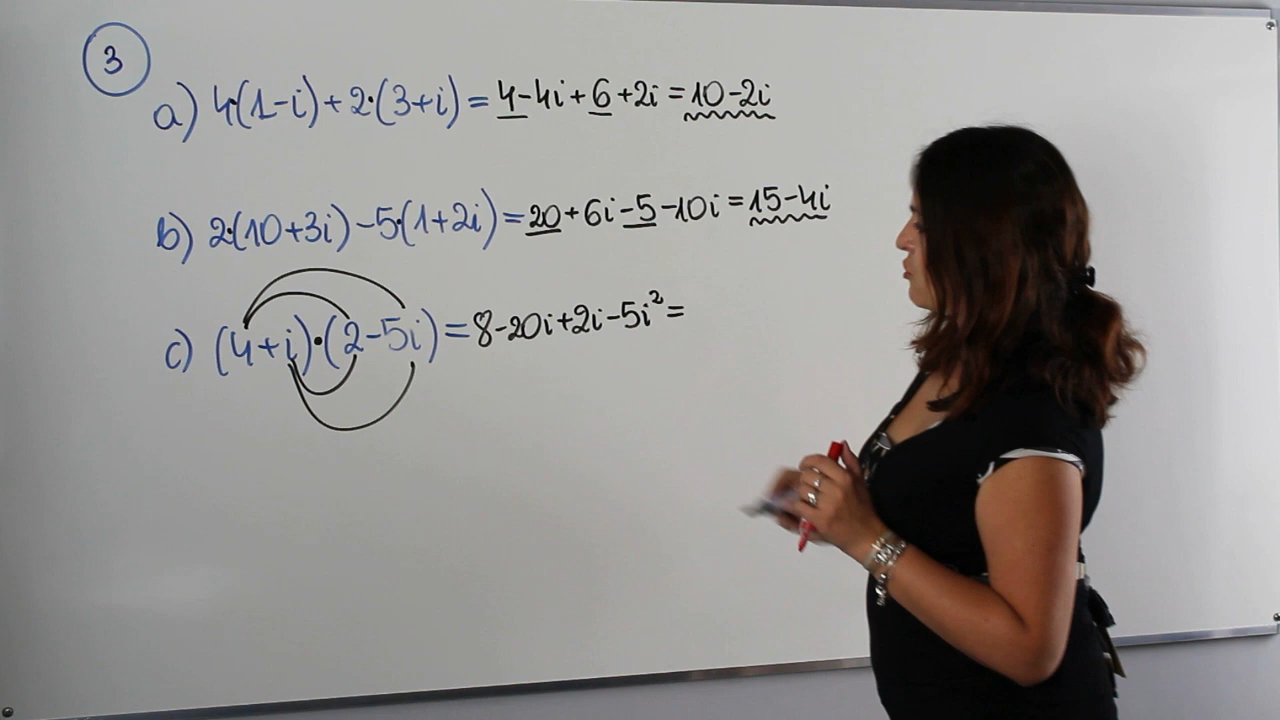 3
a) 4·(1-i)+2·(3+i)=4-4i+6+2i=10-2i
b) 2·(10+3i)-5·(1+2i)=20+6i-5-10i=15-4i
c) (4+i)·(2-5i)=8-20i+2i-5i²=